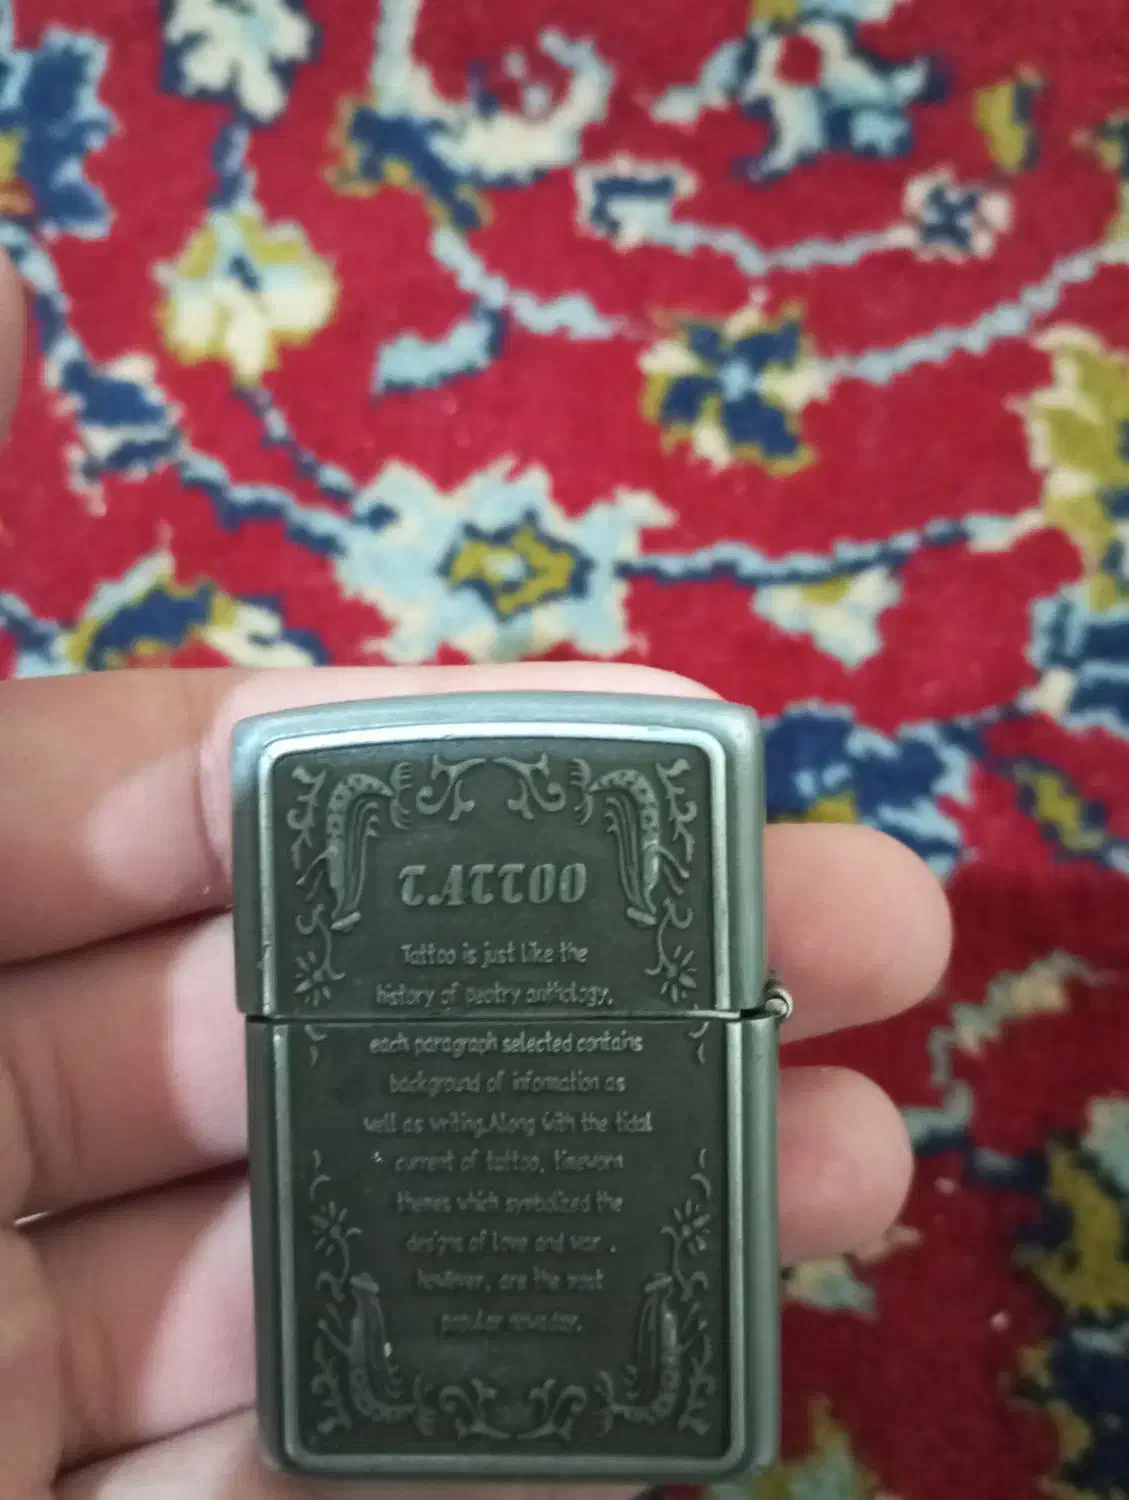 TATTOO
Tattoo is just like the
history of peotry anthology,
each paragraph selected contains
background of information as
well as writing.Along with the tidal
current of tattoo, timeworn
themes which symbolized the
designs of love and war .
however, are the most
popular nowaday.